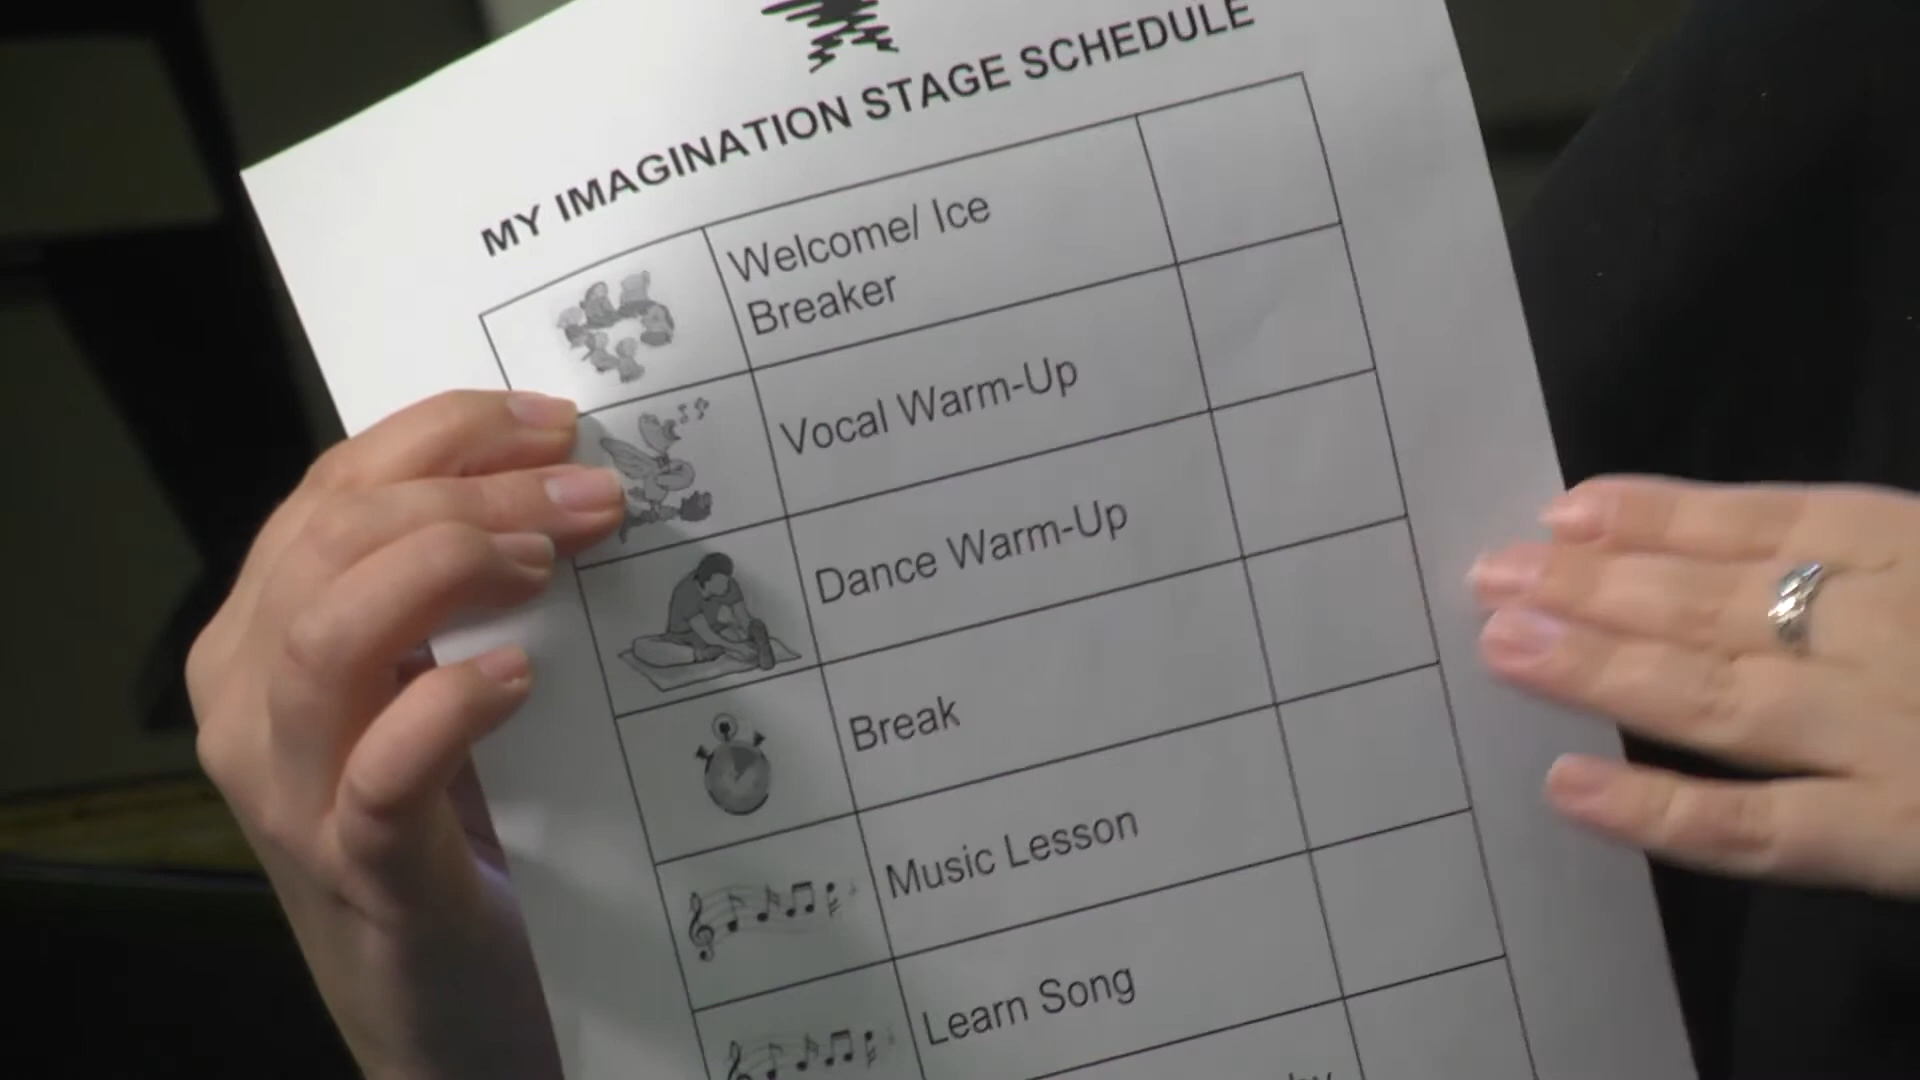 MY IMAGINATION STAGE SCHEDULE
Welcome/ Ice
Breaker
Vocal Warm-Up
Dance Warm-Up
Break
Music Lesson
Learn Song